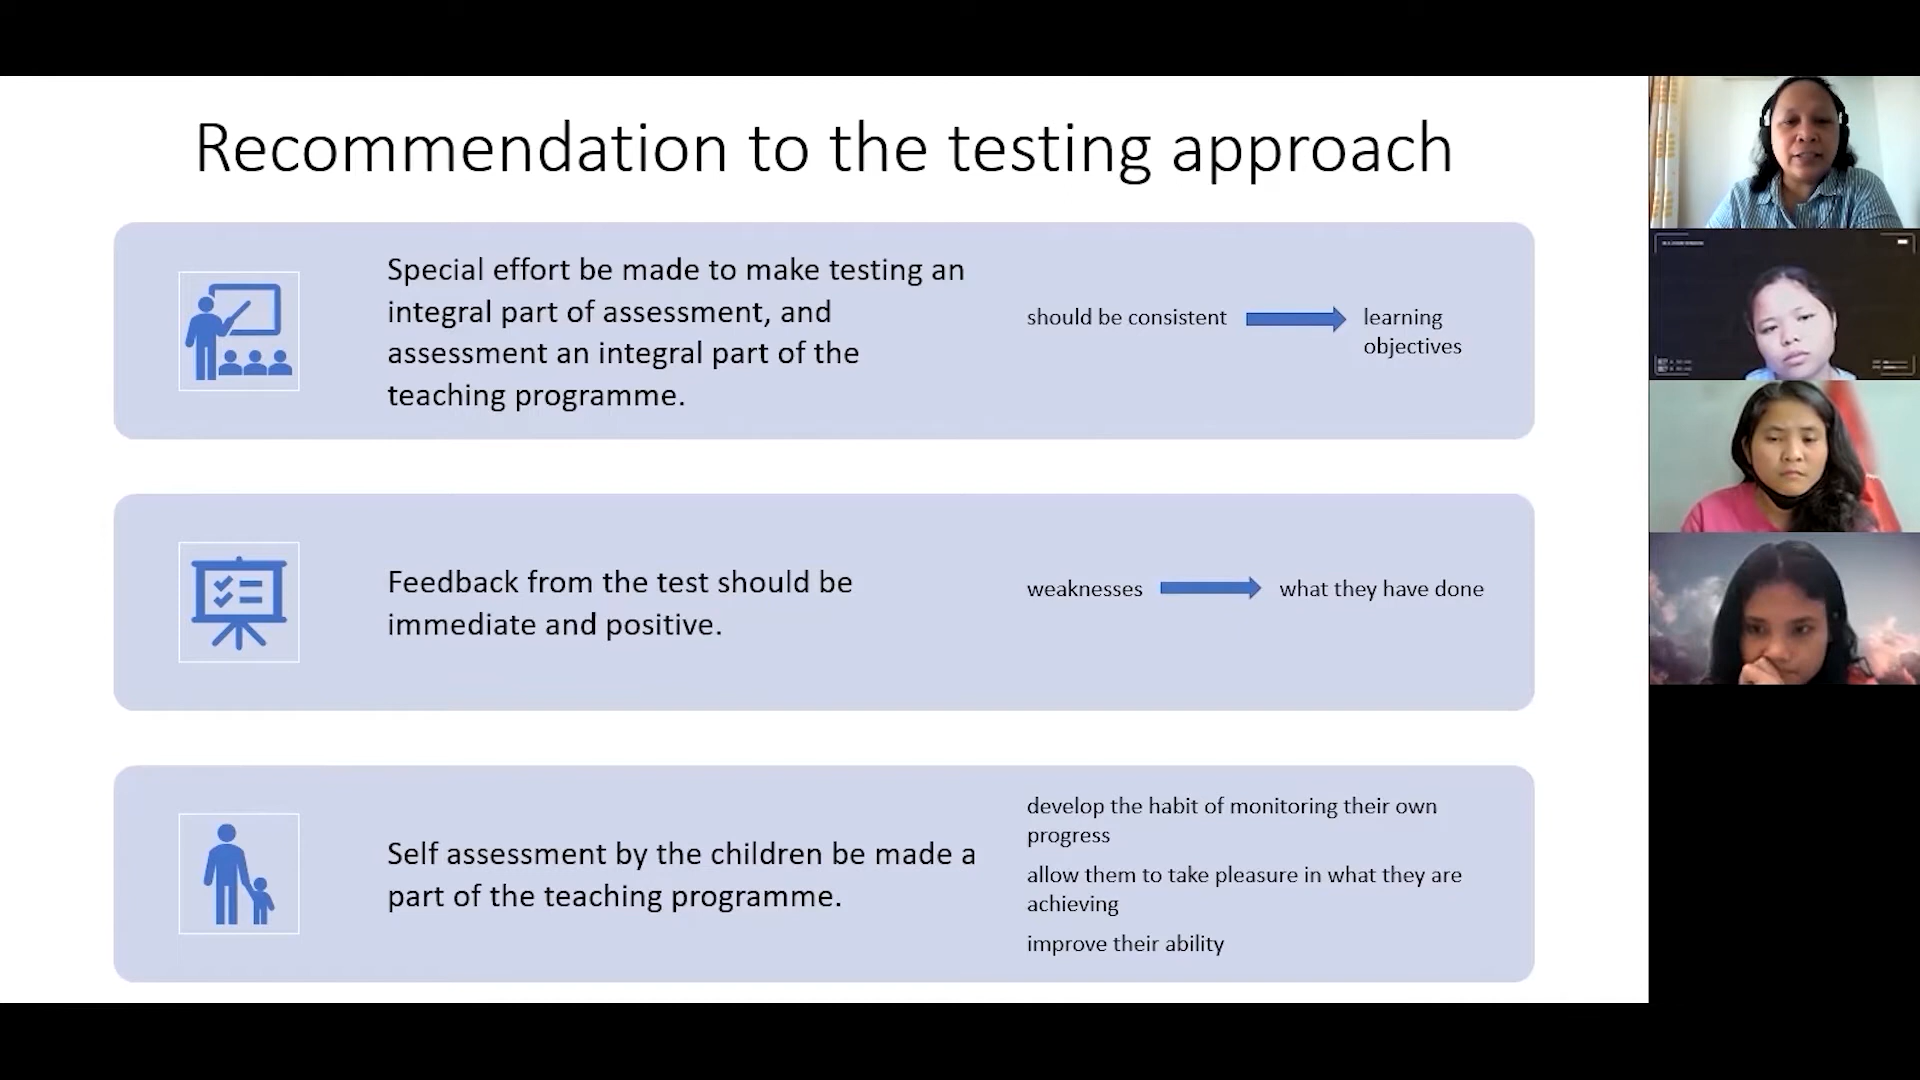 Recommendation to the testing approach
Special effort be made to make testing an
integral part of assessment, and
assessment an integral part of the
teaching programme.
should be consistent
learning
objectives
Feedback from the test should be
immediate and positive.
weaknesses
what they have done
Self assessment by the children be made a
part of the teaching programme.
develop the habit of monitoring their own
progress
allow them to take pleasure in what they are
achieving
improve their ability